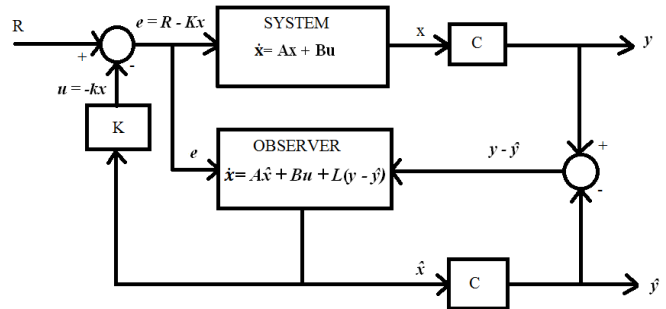 R
+
-
e = R - Kx
SYSTEM
ẋ= Ax + Bu
x
C
y
u = -kx
K
e
OBSERVER
ẋ= Ax̂ + Bu + L(y - ŷ)
y - ŷ
+
-
x̂
C
ŷ